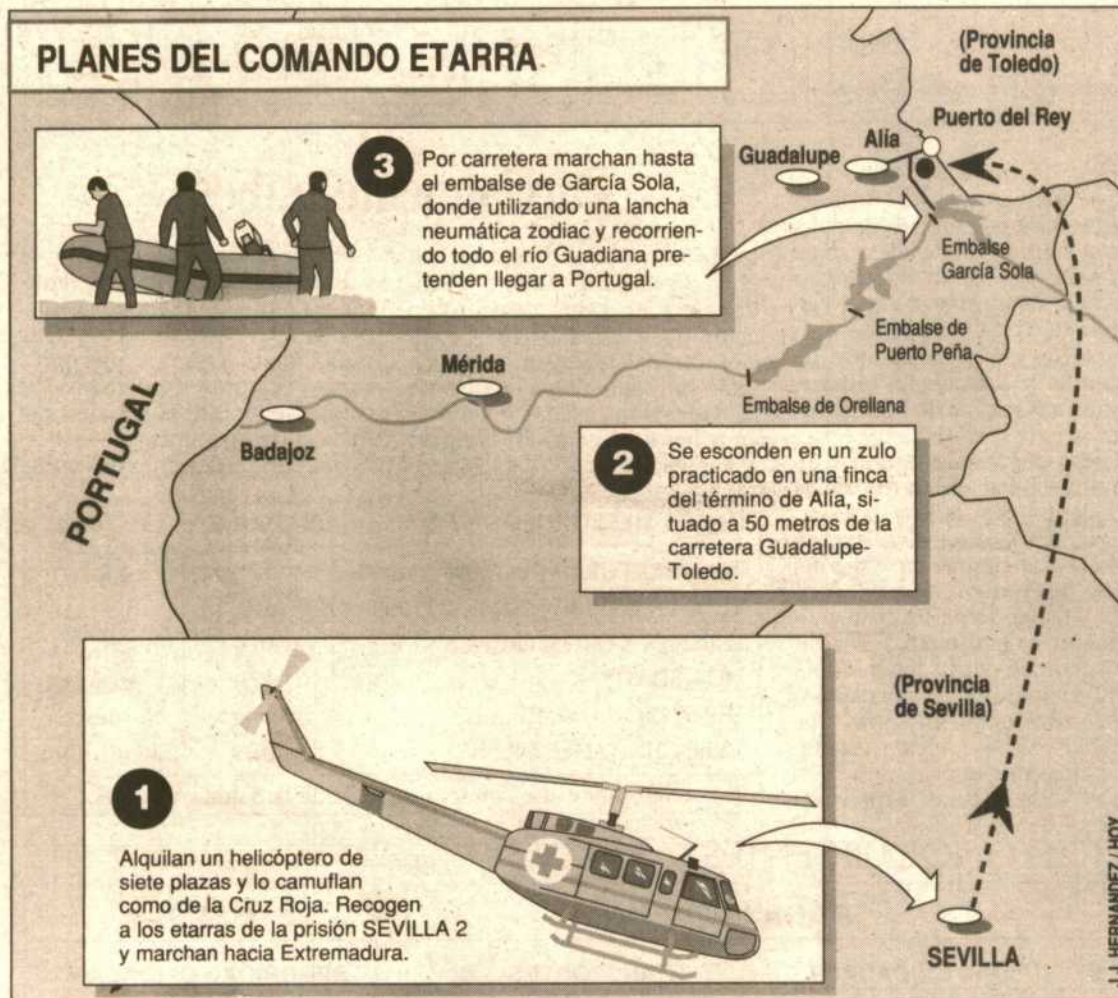 PLANES DEL COMANDO ETARRA
(Provincia
de Toledo)
Puerto del Rey
Alía
Guadalupe
3
Por carretera marchan hasta
el embalse de García Sola,
donde utilizando una lancha
neumática zodiac y recorrien-
do todo el río Guadiana pre-
tenden llegar a Portugal.
Embalse
García Sola
Embalse de
Puerto Peña
Embalse de Orellana
Mérida
Badajoz
PORTUGAL
2
Se esconden en un zulo
practicado en una finca
del término de Alía, si-
tuado a 50 metros de la
carretera Guadalupe-
Toledo.
(Provincia
de Sevilla)
1
Alquilan un helicóptero de
siete plazas y lo camuflan
como de la Cruz Roja. Recogen
a los etarras de la prisión SEVILLA 2
y marchan hacia Extremadura.
SEVILLA
J.J. HERNANDEZ / HOY